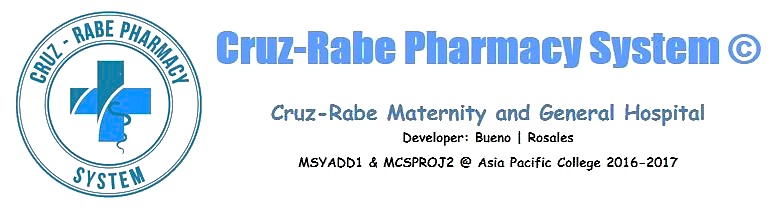 CRUZ - RABE PHARMACY
SYSTEM
Cruz-Rabe Pharmacy System ©
Cruz-Rabe Maternity and General Hospital
Developer: Bueno | Rosales
MSYADD1 & MCSPROJ2 @ Asia Pacific College 2016-2017